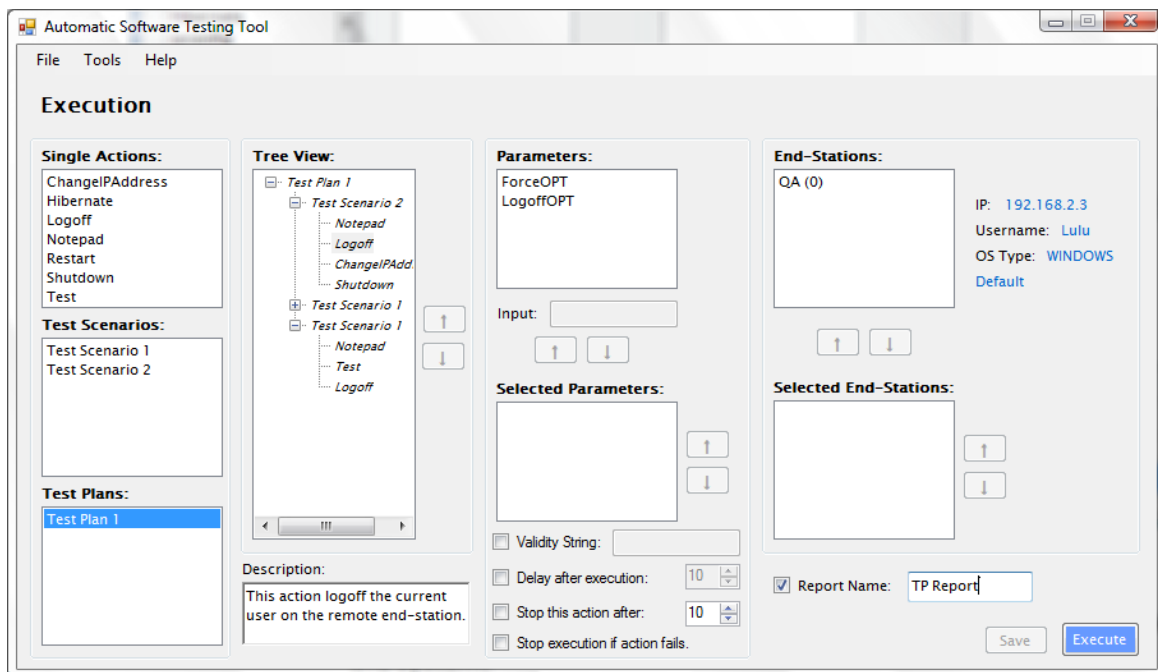 Automatic Software Testing Tool
File Tools Help
Execution
Single Actions:
ChangeIPAddress
Hibernate
Logoff
Notepad
Restart
Shutdown
Test
Test Scenarios:
Test Scenario 1
Test Scenario 2
Test Plans:
Test Plan 1
Tree View:
Test Plan 1
Test Scenario 2
Notepad
Logoff
ChangeIPAdd
Shutdown
Test Scenario 1
Test Scenario 1
Notepad
Test
Logoff
Description:
This action logoff the current
user on the remote end-station.
Parameters:
ForceOPT
LogoffOPT
Input:
Selected Parameters:
Validity String:
Delay after execution: 10
Stop this action after: 10
Stop execution if action fails.
End-Stations:
QA (0)
IP: 192.168.2.3
Username: Lulu
OS Type: WINDOWS
Default
Selected End-Stations:
Report Name: TP Report
Save Execute